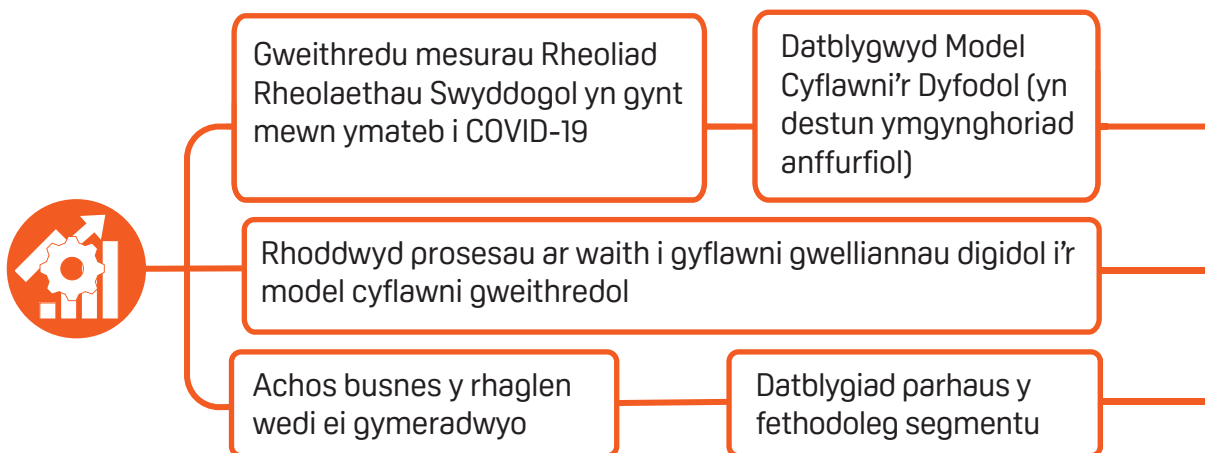 Gweithredu mesurau Rheoliad
Rheolaethau Swyddogol yn gynt
mewn ymateb i COVID-19
Datblygwyd Model
Cyflawni'r Dyfodol (yn
destun ymgynghoriad
anffurfiol)
Rhoddwyd prosesau ar waith i gyflawni gwelliannau digidol i'r
model cyflawni gweithredol
Achos busnes y rhaglen
wedi ei gymeradwyo
Datblygiad parhaus y
fethodoleg segmentu